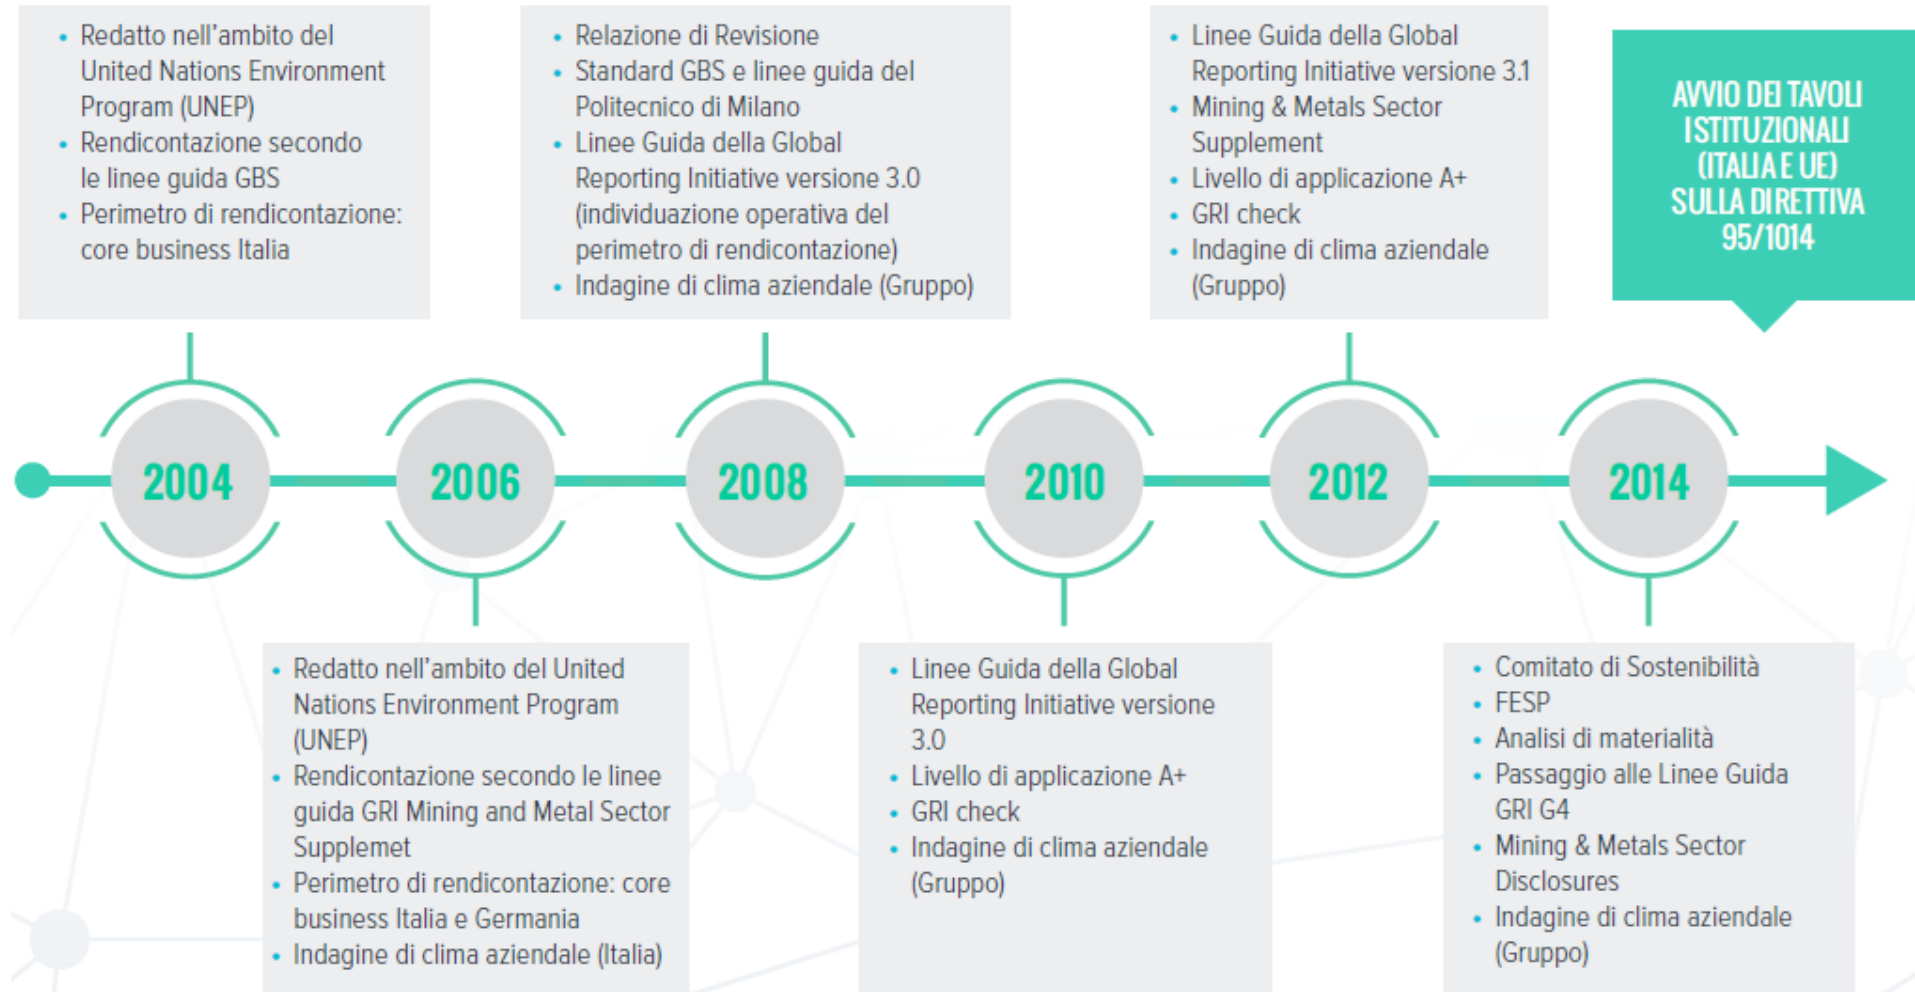 • Redatto nell'ambito del
United Nations Environment
Program (UNEP)
• Rendicontazione secondo
le linee guida GBS
• Perimetro di rendicontazione:
core business Italia
• Relazione di Revisione
• Standard GBS e linee guida del
Politecnico di Milano
• Linee Guida della Global
Reporting Initiative versione 3.0
(individuazione operativa del
perimetro di rendicontazione)
• Indagine di clima aziendale (Gruppo)
• Linee Guida della Global
Reporting Initiative versione 3.1
• Mining & Metals Sector
Supplement
• Livello di applicazione A+
• GRI check
• Indagine di clima aziendale
(Gruppo)
AVVIO DEI TAVOLI
ISTITUZIONALI
(ITALIA E UE)
SULLA DIRETTIVA
95/1014
2004
2006
2008
2010
2012
2014
• Redatto nell'ambito del United
Nations Environment Program
(UNEP)
• Rendicontazione secondo le linee
guida GRI Mining and Metal Sector
Supplemet
• Perimetro di rendicontazione: core
business Italia e Germania
• Indagine di clima aziendale (Italia)
• Linee Guida della Global
Reporting Initiative versione
3.0
• Livello di applicazione A+
• GRI check
• Indagine di clima aziendale
(Gruppo)
• Comitato di Sostenibilità
• FESP
• Analisi di materialità
• Passaggio alle Linee Guida
GRI G4
• Mining & Metals Sector
Disclosures
• Indagine di clima aziendale
(Gruppo)